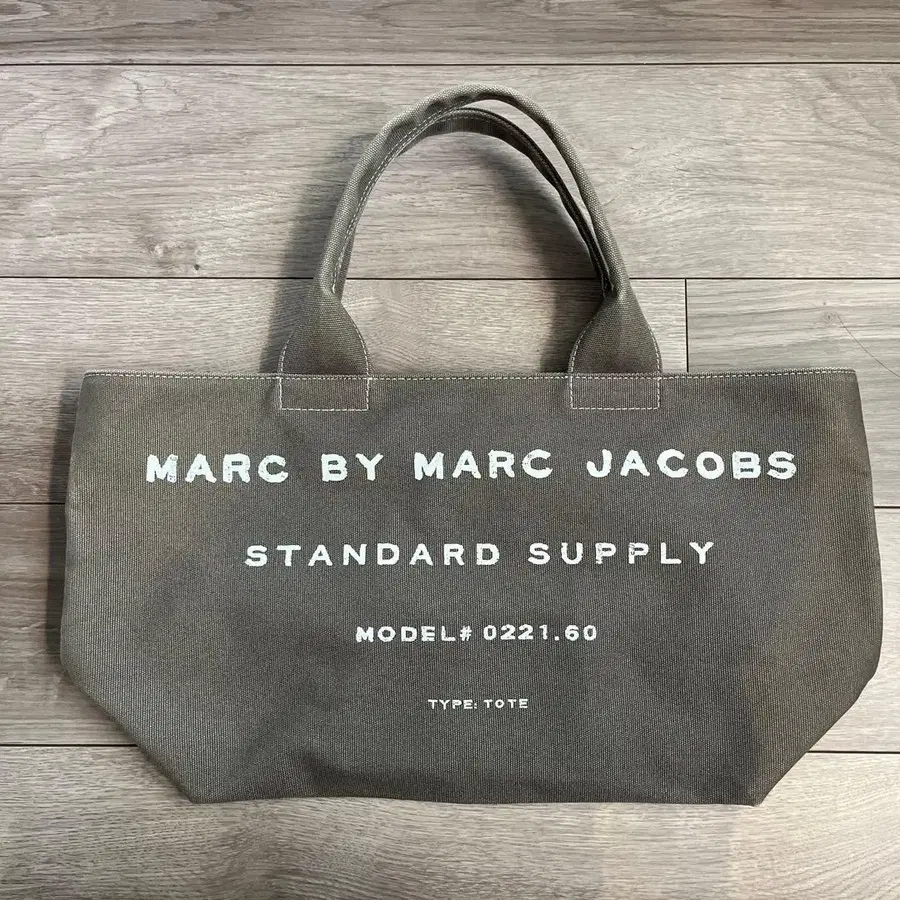 MARC BY MARC JACOBS
STANDARD SUPPLY
MODEL# 0221.60
TYPE: TOTE